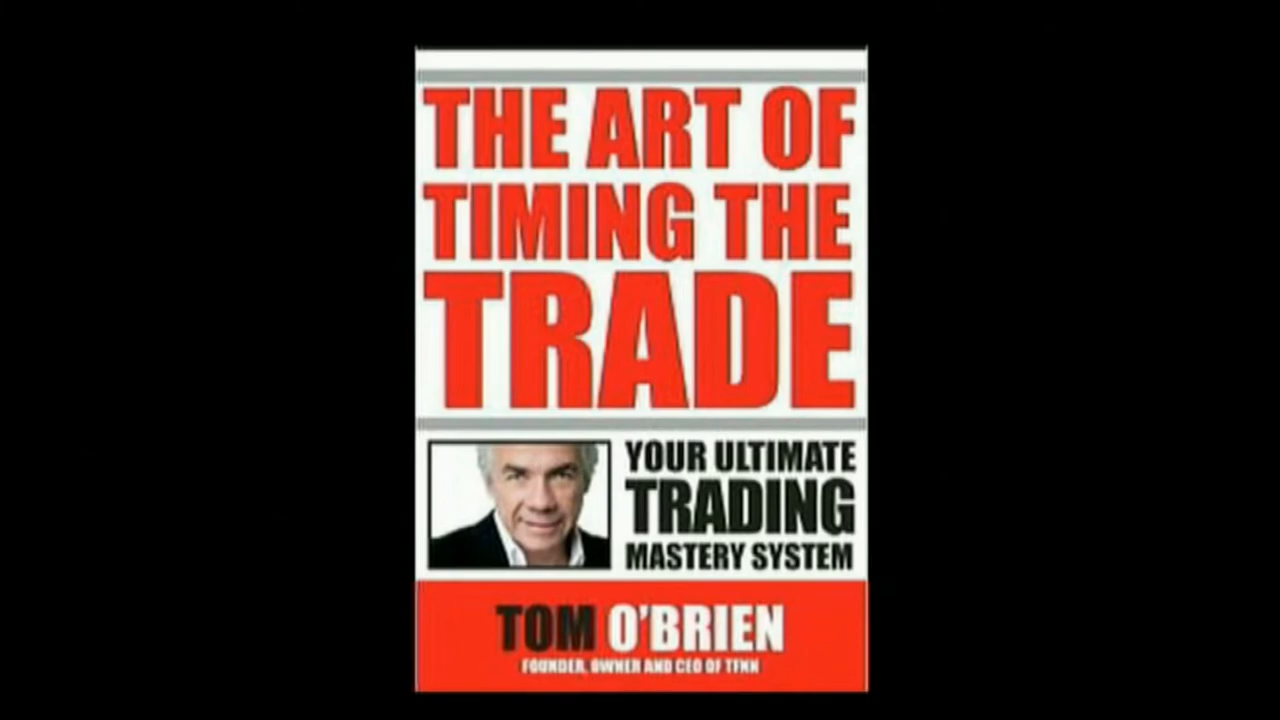 THE ART OF
TIMING THE
TRADE
YOUR ULTIMATE
TRADING
MASTERY SYSTEM
TOM O'BRIEN
FOUNDER, OWNER AND CEO OF TFNN